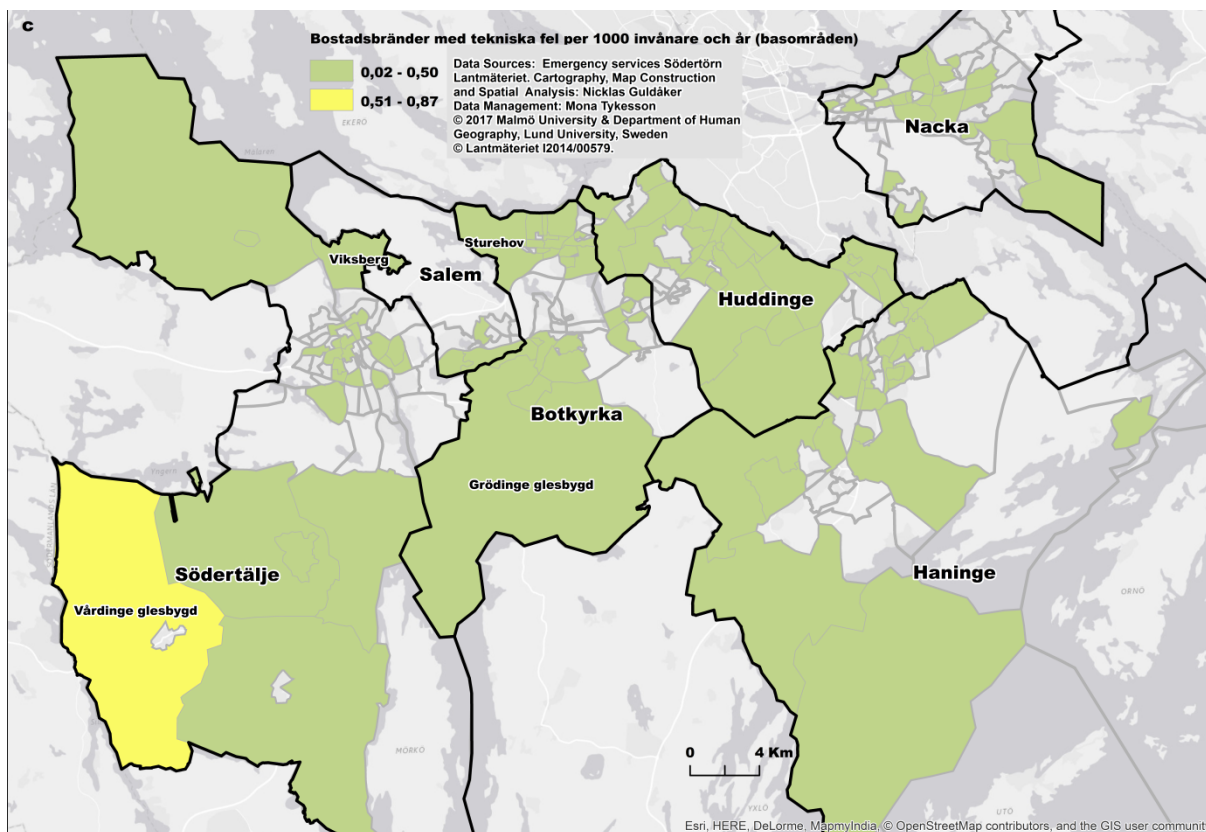 c
Bostadsbränder med tekniska fel per 1000 invånare och år (basområden)
0,02 - 0,50
0,51 - 0,87
Data Sources: Emergency services Södertörn
Lantmäteriet. Cartography, Map Construction
and Spatial Analysis: Nicklas Guldåker
Data Management: Mona Tykesson
© 2017 Malmö University & Department of Human
Geography, Lund University, Sweden
© Lantmäteriet I2014/00579.
EKERÖ
Mälaren
Nacka
Sturehov
Viksberg
Salem
Huddinge
Botkyrka
Yngern
Grödinge glesbygd
Södertälje
Haninge
ORNÖ
Vårdinge glesbygd
MÖRKÖ
0 4 Km
YXLÖ
UTÖ
Esri, HERE, DeLorme, MapmyIndia, © OpenStreetMap contributors, and the GIS user communit